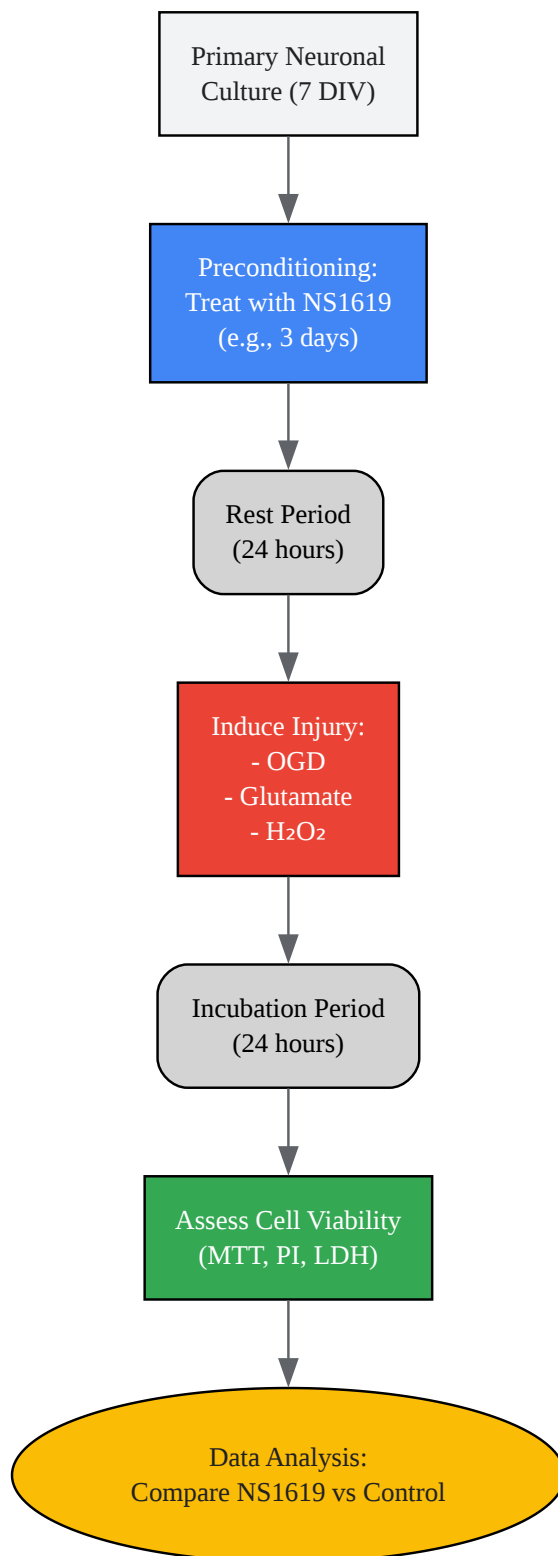 Primary Neuronal
Culture (7 DIV)
Preconditioning:
Treat with NS1619
(e.g., 3 days)
Rest Period
(24 hours)
Induce Injury:
- OGD
- Glutamate
- H₂O₂
Incubation Period
(24 hours)
Assess Cell Viability
(MTT, PI, LDH)
Data Analysis:
Compare NS1619 vs Control